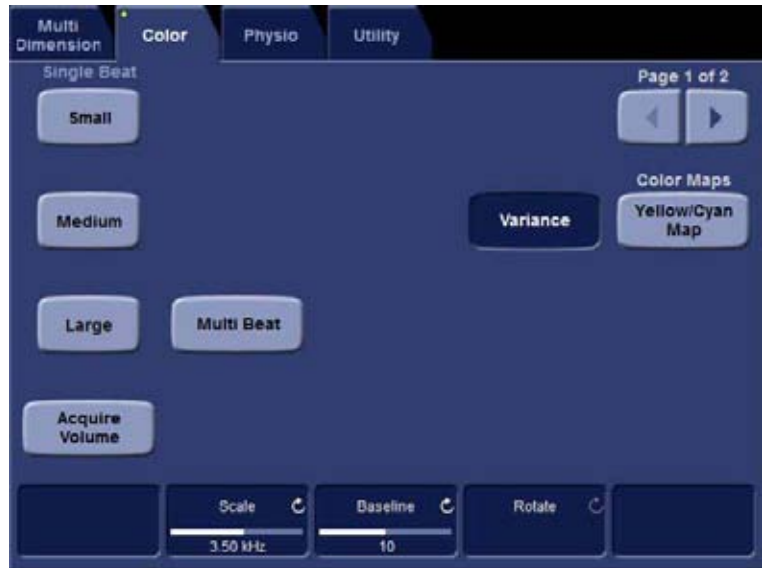 Multi
Dimension
Color
Physio
Utility
Single Beat
Page 1 of 2
Small
Color Maps
Medium
Variance
Yellow/Cyan
Map
Large
Multi Beat
Acquire
Volume
Scale
Baseline
Rotate
3.50 kHz
10